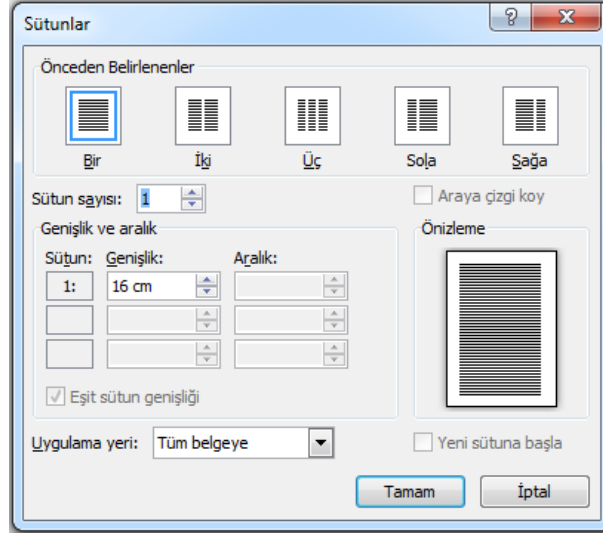 Sütunlar
Önceden Belirlenenler
Bir İki Üç Sola Sağa
Sütun sayısı: 1 Araya çizgi koy
Genişlik ve aralık Önizleme
Sütun: Genişlik: Aralık:
1: 16 cm
Eşit sütun genişliği
Uygulama yeri: Tüm belgeye Yeni sütuna başla
Tamam İptal